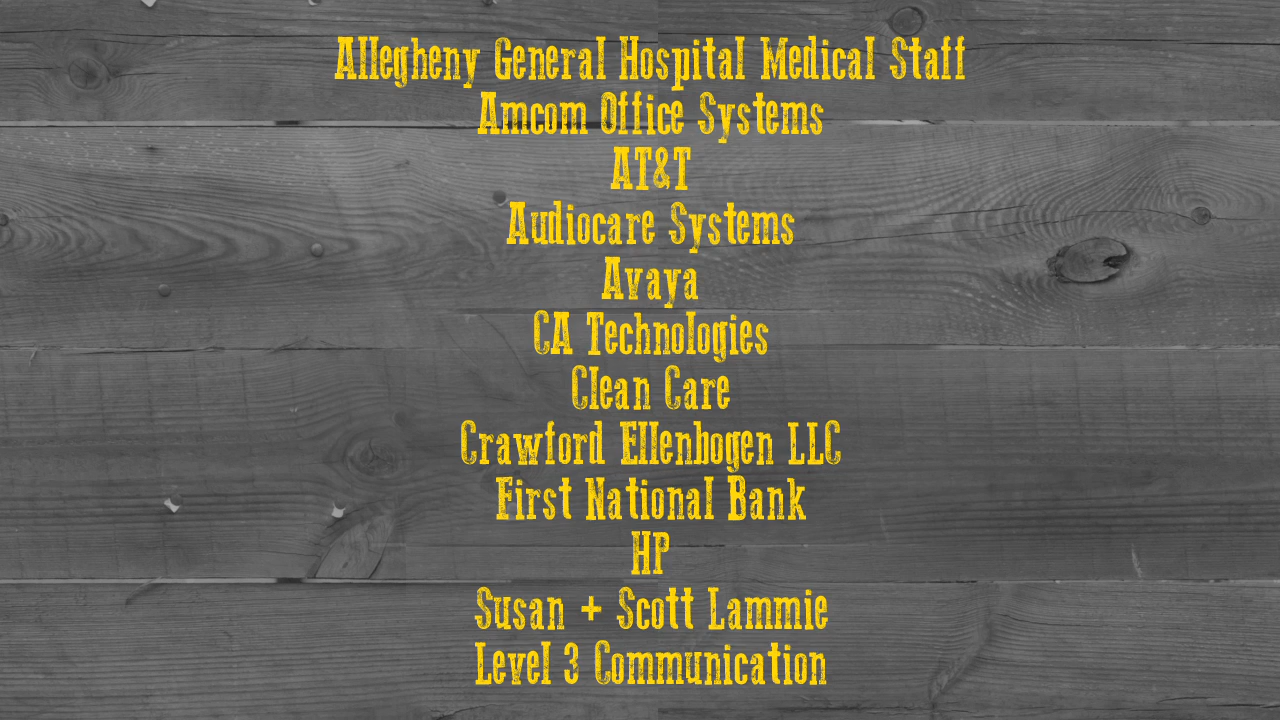 Allegheny General Hospital Medical Staff
Amcom Office Systems
AT&T
Audiocare Systems
Avaya
CA Technologies
Clean Care
Crawford Ellenbogen LLC
First National Bank
HP
Susan + Scott Lammie
Level 3 Communication